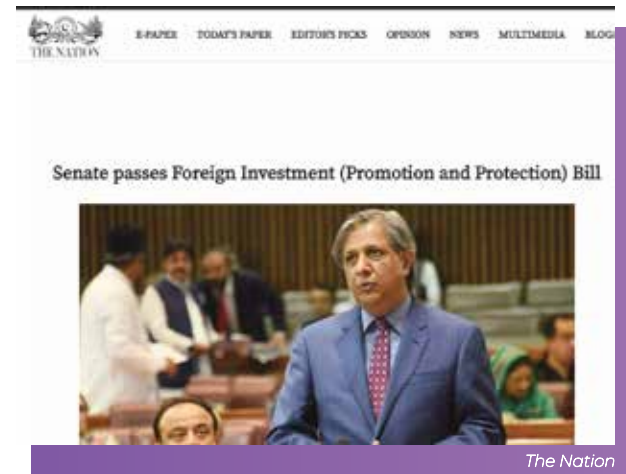 THE NATION
E-PAPER TODAY'S PAPER EDITOR'S PICKS OPINION NEWS MULTIMEDIA BLOGS
Senate passes Foreign Investment (Promotion and Protection) Bill
The Nation